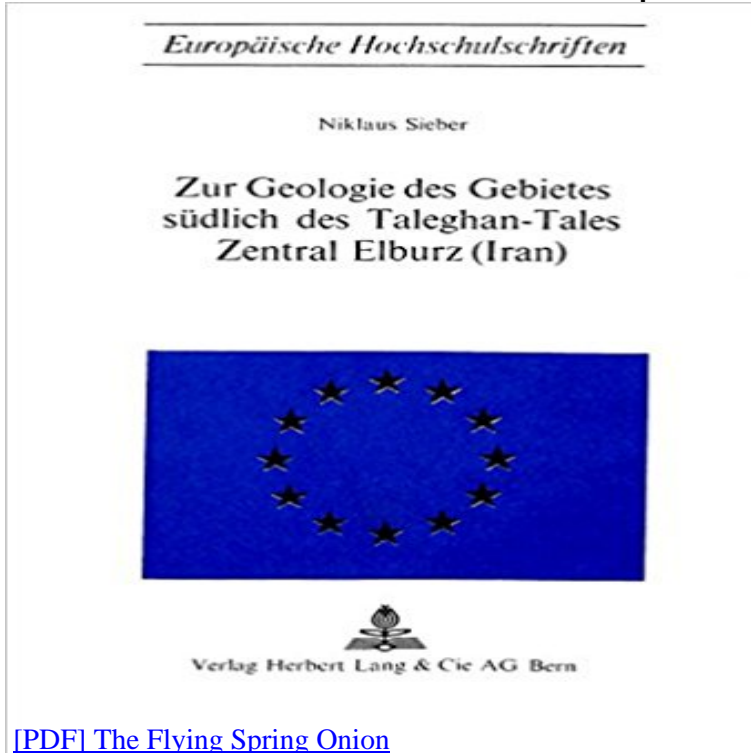 Europäische Hochschulschriften
Niklaus Sieber
Zur Geologie des Gebietes
südlich des Taleghan-Tales
Zentral Elburz (Iran)
Verlag Herbert Lang & Cie AG Bern
[PDF] The Flying Spring Onion